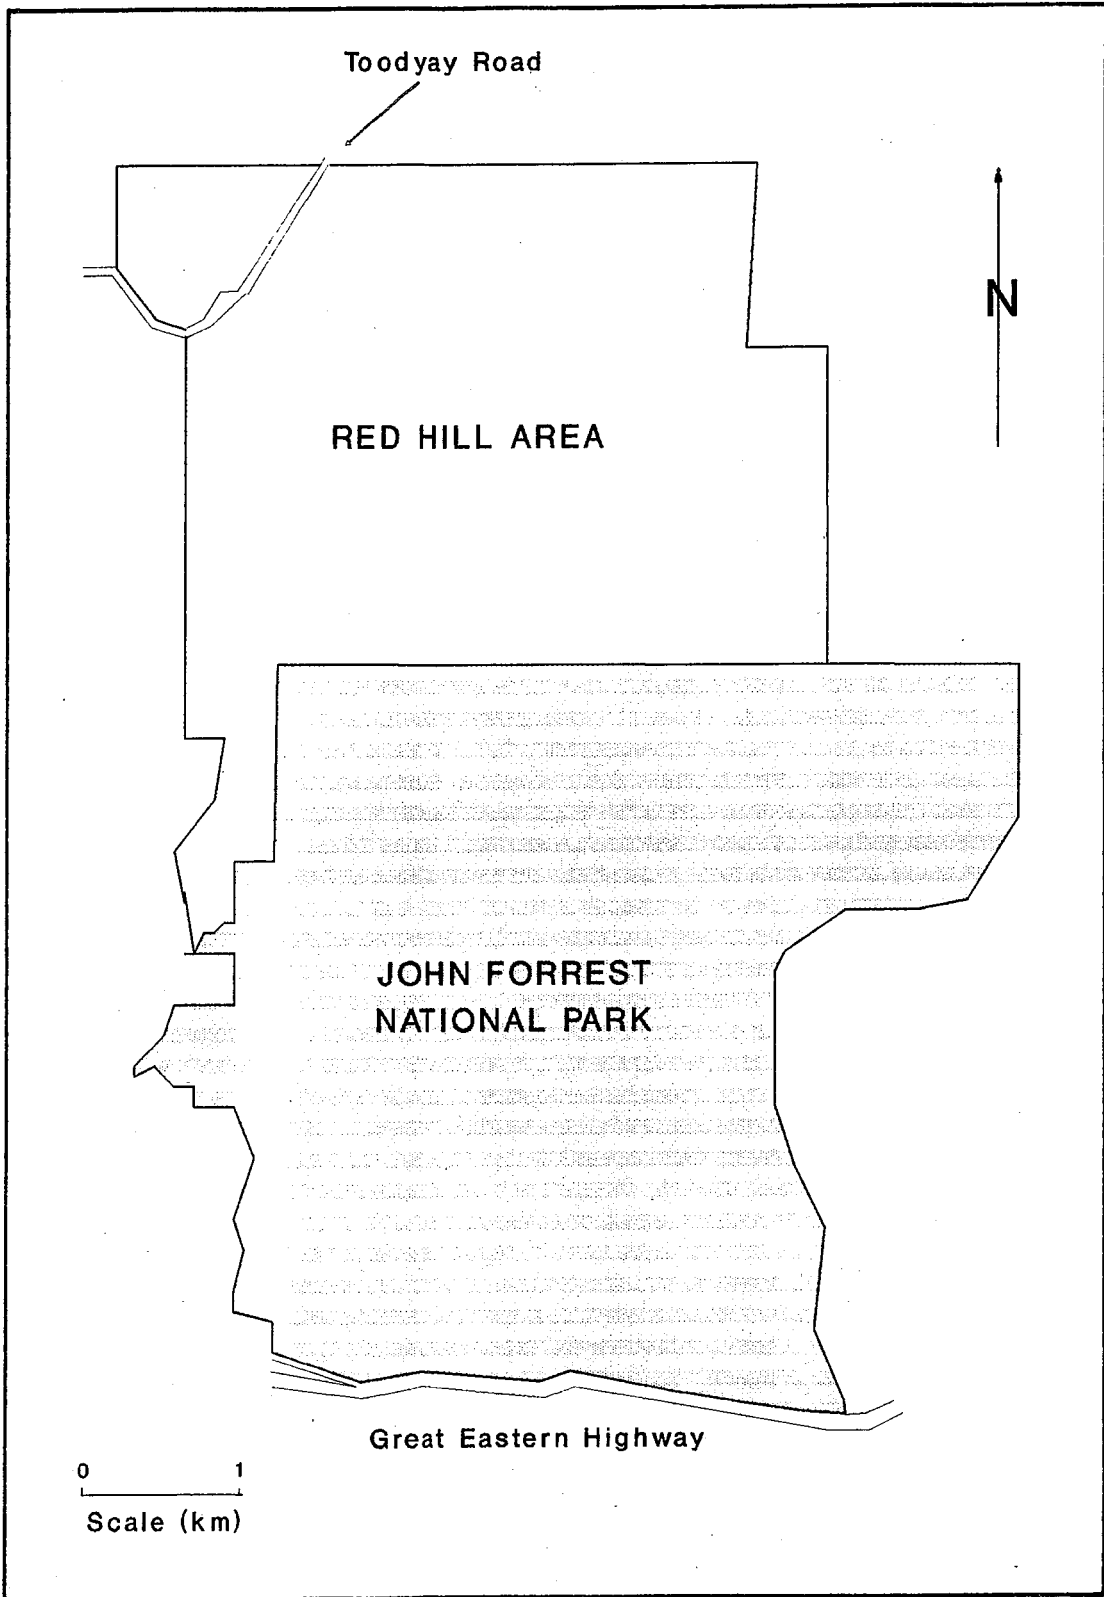 Toodyay Road
N
RED HILL AREA
JOHN FORREST
NATIONAL PARK
Great Eastern Highway
0 1
Scale (km)